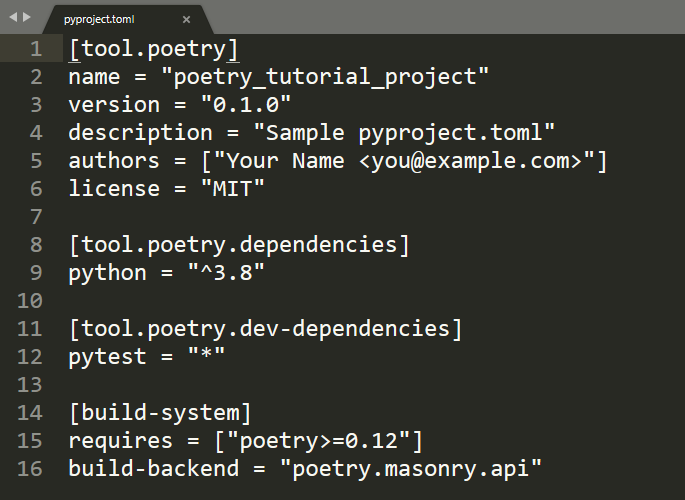 pyproject.toml
1 [tool.poetry]
2 name = "poetry_tutorial_project"
3 version = "0.1.0"
4 description = "Sample pyproject.toml"
5 authors = ["Your Name <you@example.com>"]
6 license = "MIT"
7
8 [tool.poetry.dependencies]
9 python = "^3.8"
10
11 [tool.poetry.dev-dependencies]
12 pytest = "*"
13
14 [build-system]
15 requires = ["poetry>=0.12"]
16 build-backend = "poetry.masonry.api"